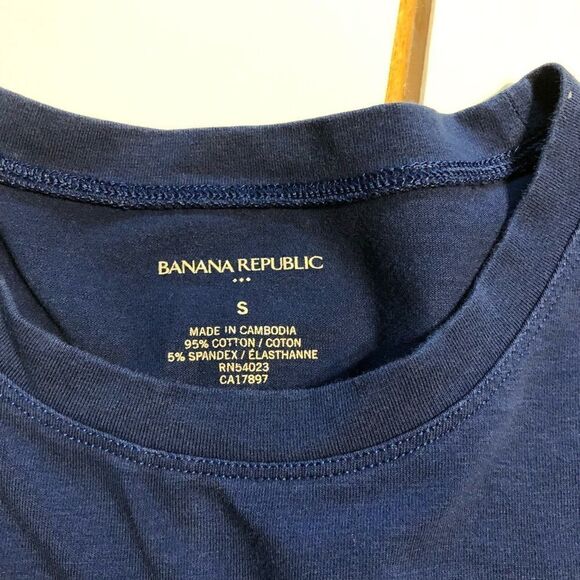 BANANA REPUBLIC
S
MADE IN CAMBODIA
95% COTTON / COTON
5% SPANDEX / ÉLASTHANNE
RN54023
CA17897